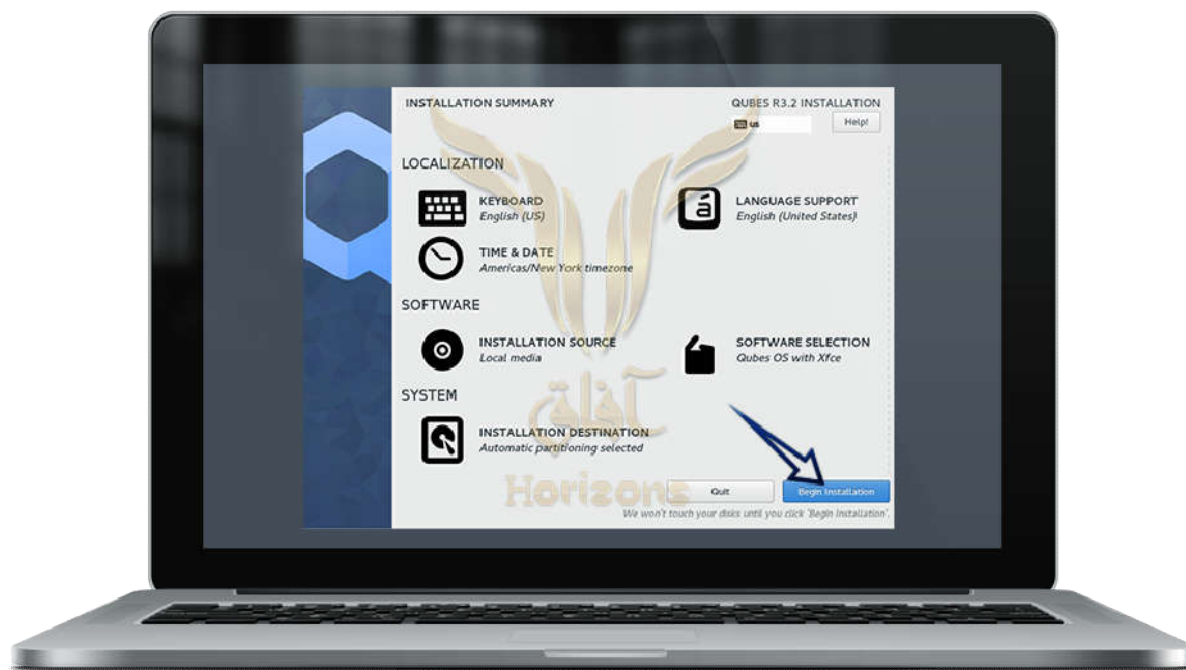 INSTALLATION SUMMARY
QUBES R3.2 INSTALLATION
us
Help!
LOCALIZATION
KEYBOARD
English (US)
LANGUAGE SUPPORT
English (United States)
TIME & DATE
Americas/New York timezone
SOFTWARE
INSTALLATION SOURCE
Local media
SOFTWARE SELECTION
Qubes OS with Xfce
SYSTEM
INSTALLATION DESTINATION
Automatic partitioning selected
آفاق
Horizons
Quit
Begin Installation
We won't touch your disks until you click 'Begin Installation'.